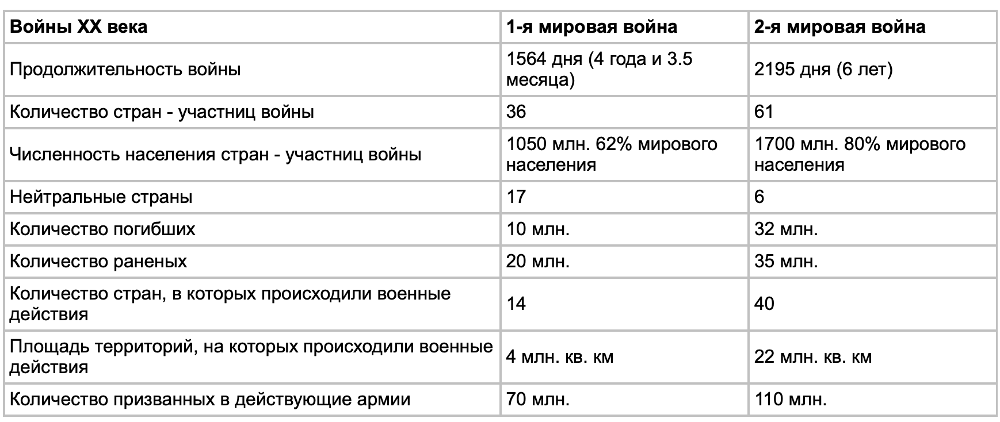 Войны XX века
1-я мировая война
2-я мировая война
Продолжительность войны
1564 дня (4 года и 3.5
месяца)
2195 дня (6 лет)
Количество стран - участниц войны
36
61
Численность населения стран - участниц войны
1050 млн. 62% мирового
населения
1700 млн. 80% мирового
населения
Нейтральные страны
17
6
Количество погибших
10 млн.
32 млн.
Количество раненых
20 млн.
35 млн.
Количество стран, в которых происходили военные
действия
14
40
Площадь территорий, на которых происходили военные
действия
4 млн. кв. км
22 млн. кв. км
Количество призванных в действующие армии
70 млн.
110 млн.